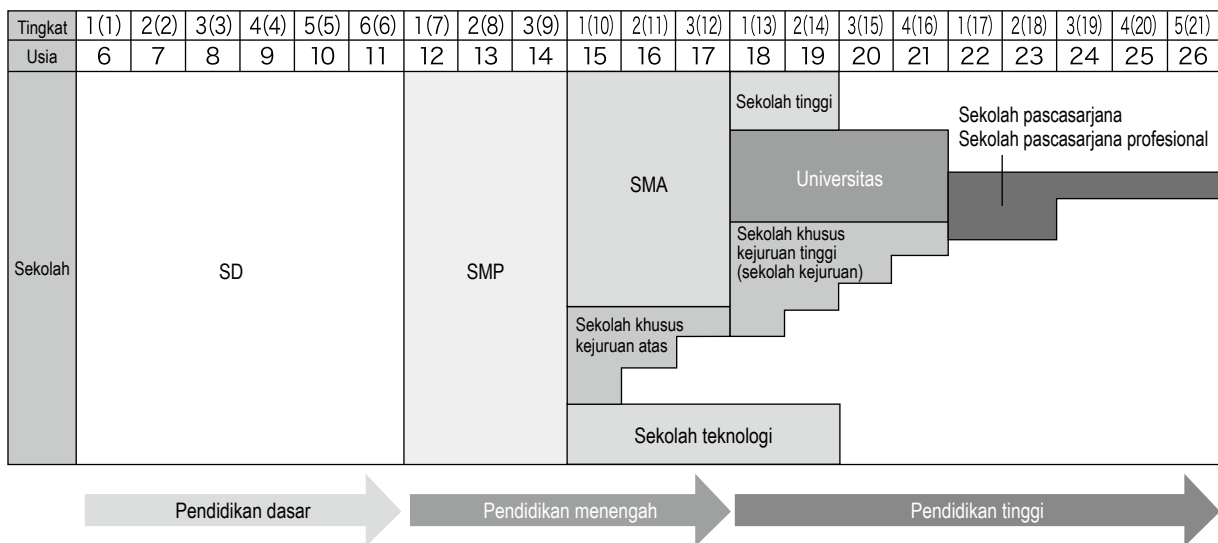 Tingkat 1(1) 2(2) 3(3) 4(4) 5(5) 6(6) 1(7) 2(8) 3(9) 1(10) 2(11) 3(12) 1(13) 2(14) 3(15) 4(16) 1(17) 2(18) 3(19) 4(20) 5(21)
Usia 6 7 8 9 10 11 12 13 14 15 16 17 18 19 20 21 22 23 24 25 26
Sekolah
SD
SMP
SMA
Sekolah khusus
kejuruan atas
Sekolah teknologi
Sekolah tinggi
Universitas
Sekolah khusus
kejuruan tinggi
(sekolah kejuruan)
Sekolah pascasarjana
Sekolah pascasarjana profesional
Pendidikan dasar
Pendidikan menengah
Pendidikan tinggi